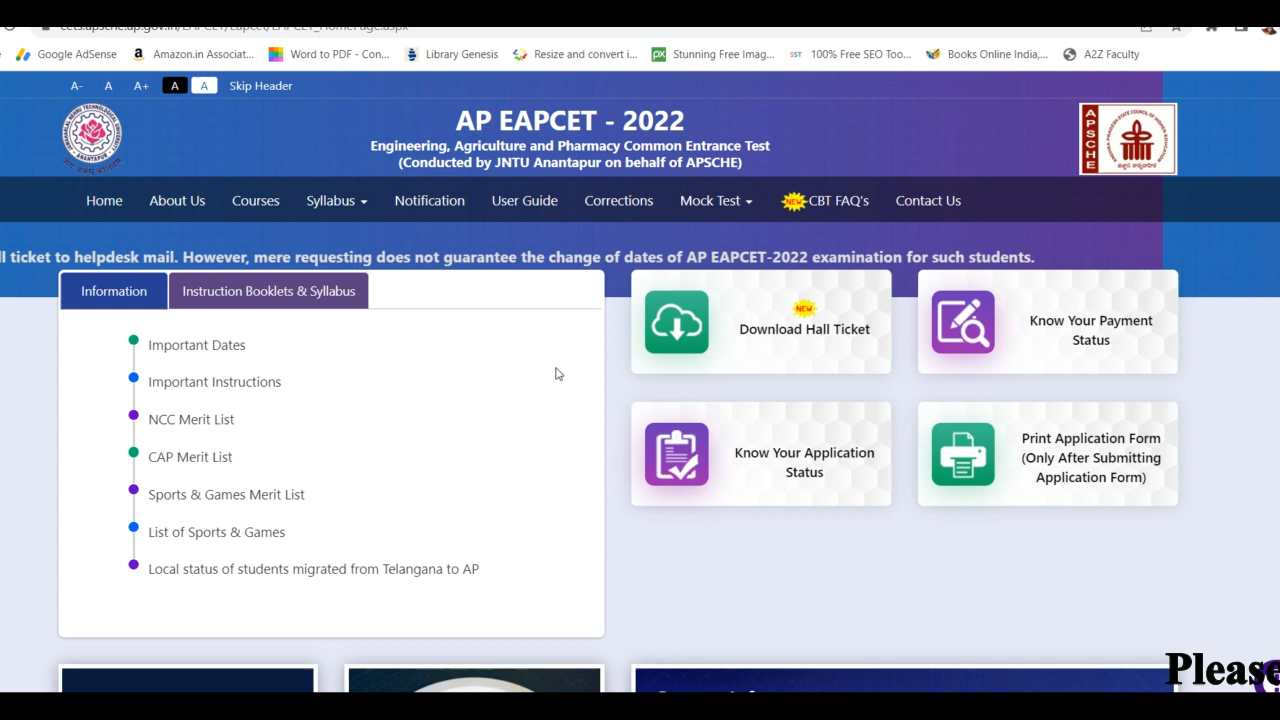 Google AdSense
Amazon.in Associat...
Word to PDF - Con...
Library Genesis
Resize and convert i...
Stunning Free Imag...
100% Free SEO Too...
Books Online India,...
A2Z Faculty
A-
A
A+
A
A
Skip Header
AP EAPCET - 2022
Engineering, Agriculture and Pharmacy Common Entrance Test
(Conducted by JNTU Anantapur on behalf of APSCHE)
APSCHE
Home
About Us
Courses
Syllabus
Notification
User Guide
Corrections
Mock Test
NEW CBT FAQ's
Contact Us
ll ticket to helpdesk mail. However, mere requesting does not guarantee the change of dates of AP EAPCET-2022 examination for such students.
Information
Instruction Booklets & Syllabus
Important Dates
Important Instructions
NCC Merit List
CAP Merit List
Sports & Games Merit List
List of Sports & Games
Local status of students migrated from Telangana to AP
NEW
Download Hall Ticket
Know Your Payment
Status
Know Your Application
Status
Print Application Form
(Only After Submitting
Application Form)
Please